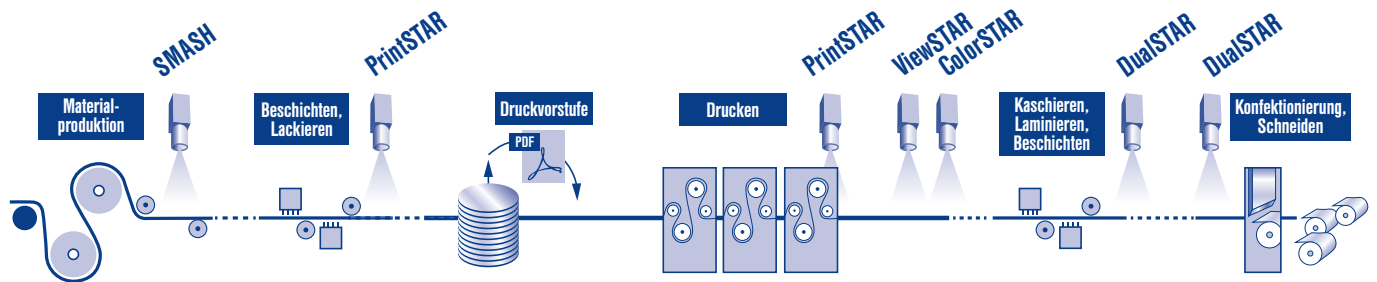 SMASH
PrintSTAR
PrintSTAR
ViewSTAR
ColorSTAR
DualSTAR
DualSTAR
Material-
produktion
Beschichten,
Lackieren
Druckvorstufe
PDF
Drucken
Kaschieren,
Laminieren,
Beschichten
Konfektionierung,
Schneiden